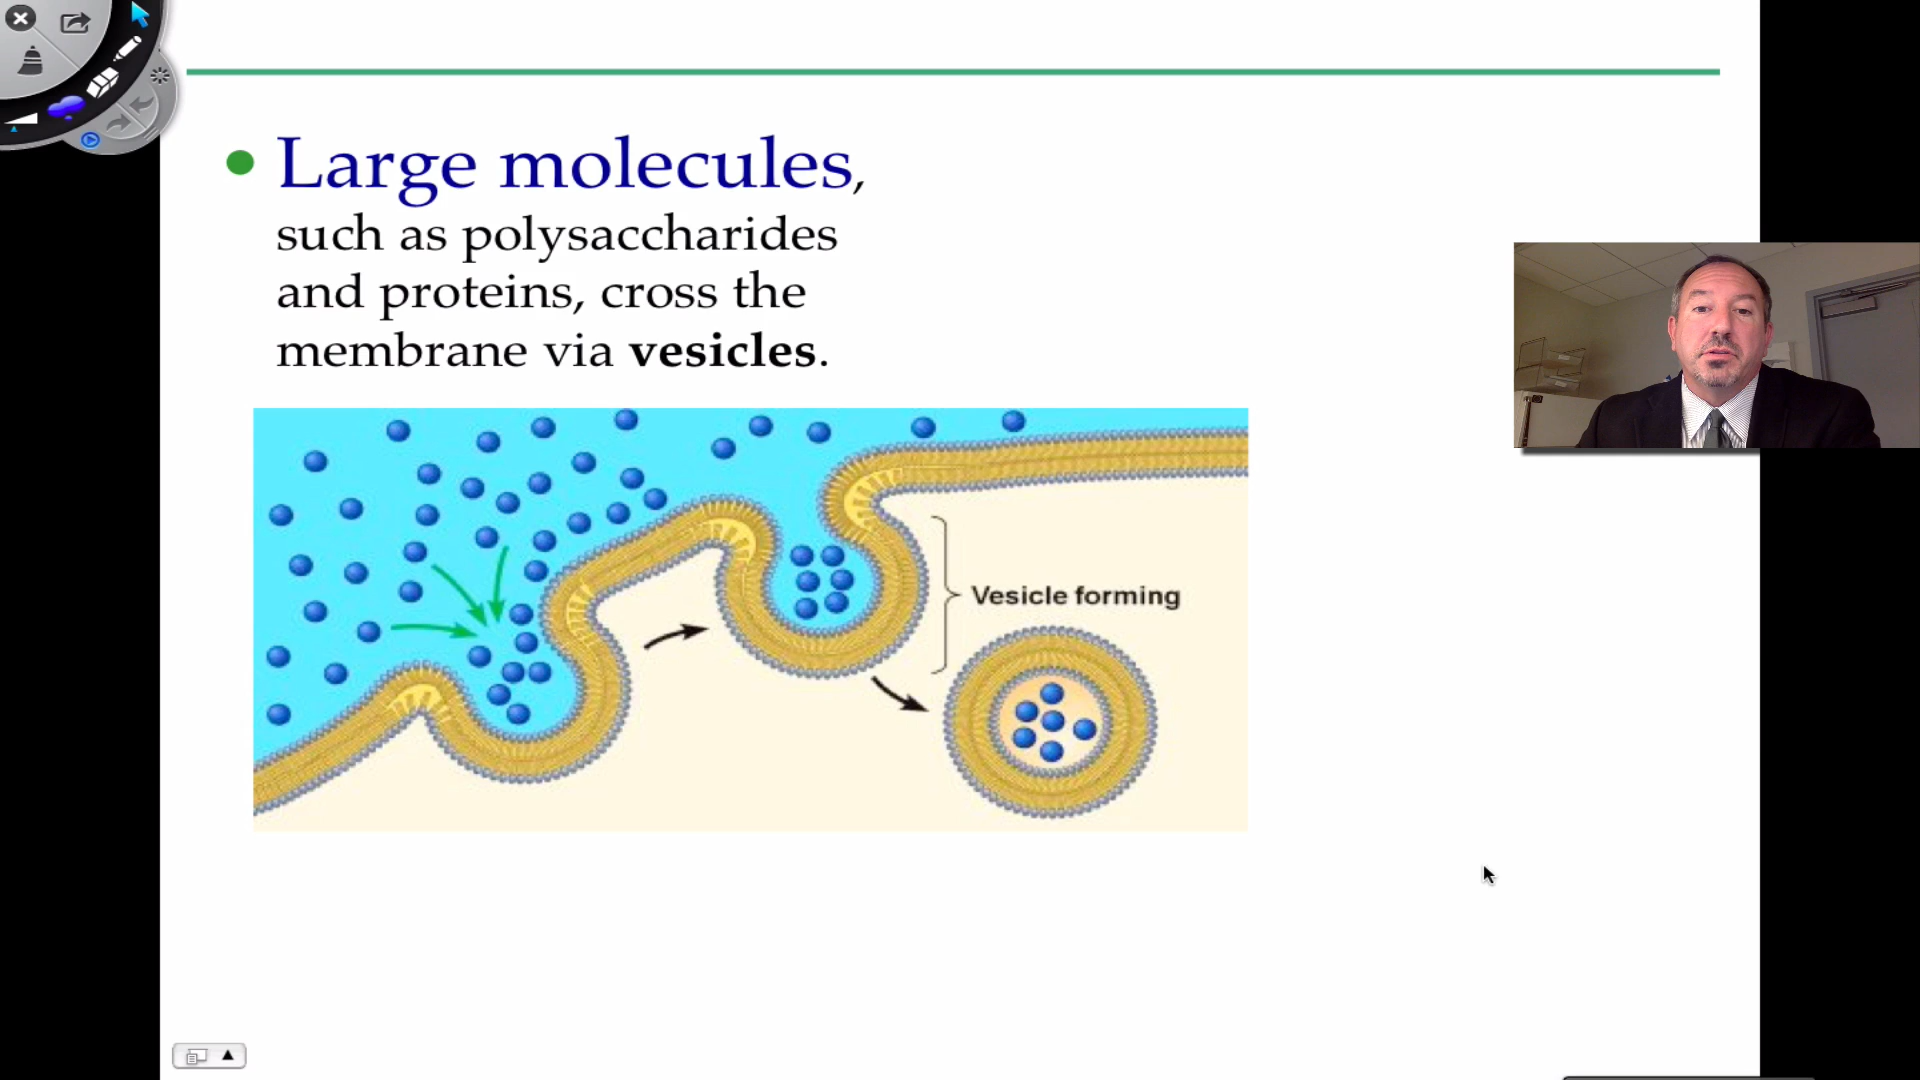 • Large molecules,
such as polysaccharides
and proteins, cross the
membrane via vesicles.
Vesicle forming